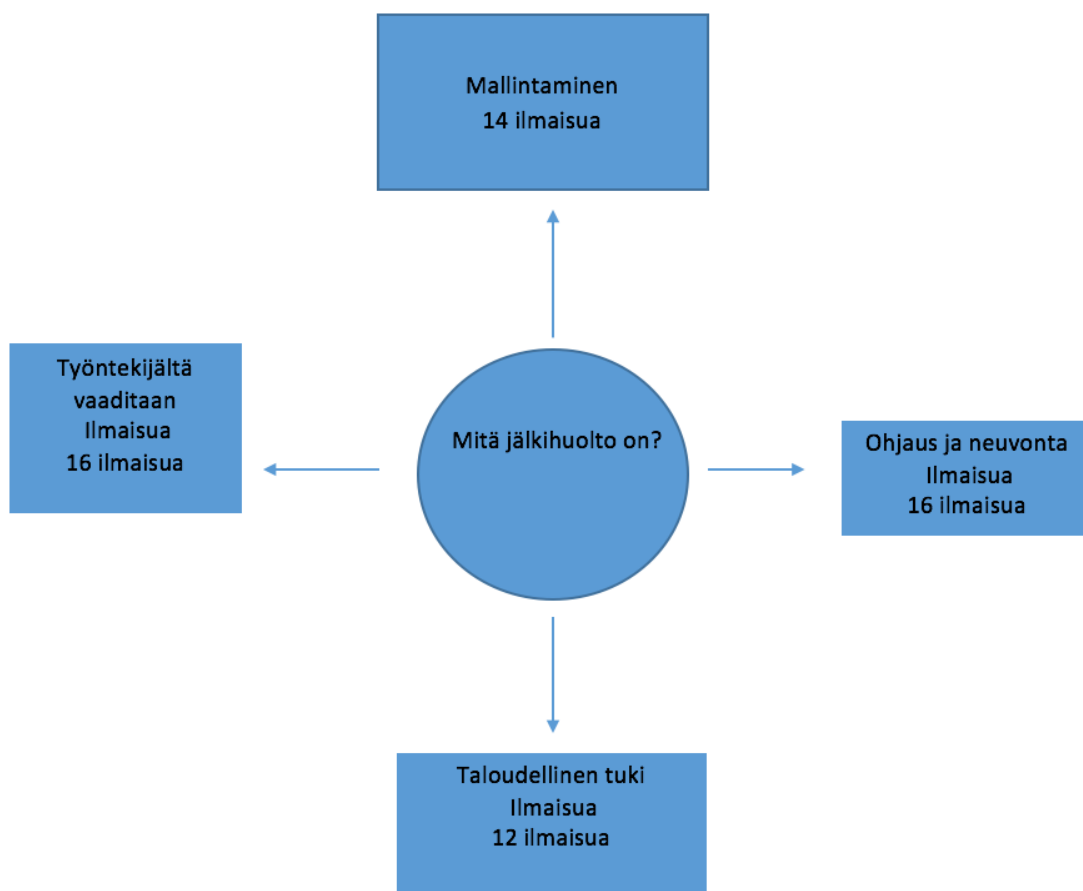 Mallintaminen
14 ilmaisua
Työntekijältä
vaaditaan
Ilmaisua
16 ilmaisua
Mitä jälkihuolto on?
Ohjaus ja neuvonta
Ilmaisua
16 ilmaisua
Taloudellinen tuki
Ilmaisua
12 ilmaisua